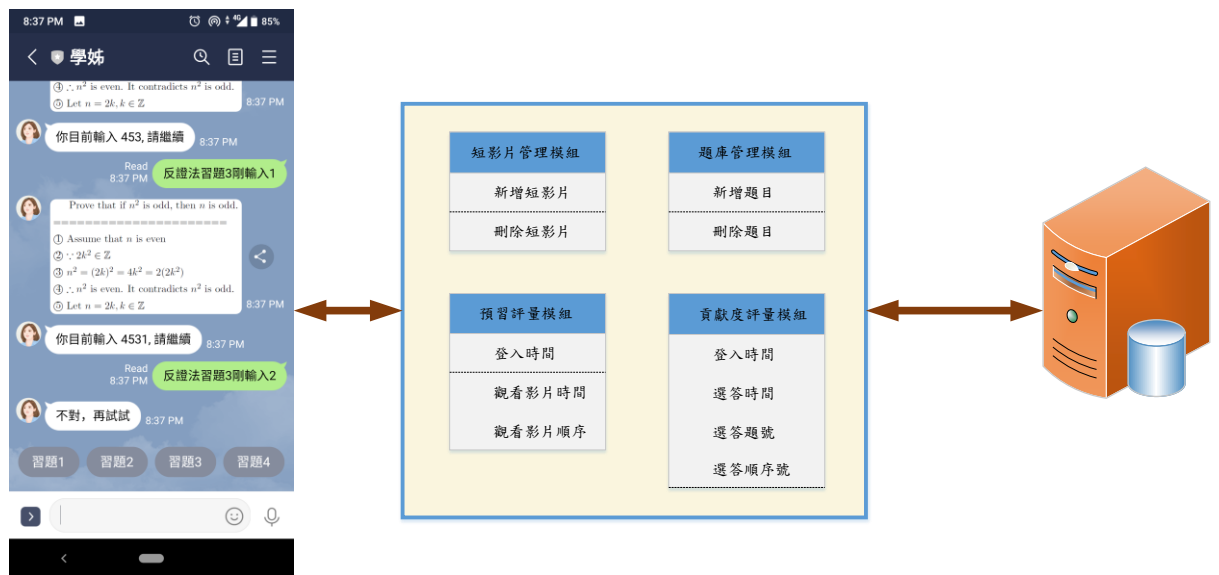 8:37 PM
4G
85%
學姊
④ ∴ n² is even. It contradicts n² is odd.
⑤ Let n = 2k, k ∈ ℤ
8:37 PM
你目前輸入 453, 請繼續
8:37 PM
Read
8:37 PM
反證法習題3剛輸入1
Prove that if n² is odd, then n is odd.
======================
① Assume that n is even
② ∵ 2k² ∈ ℤ
③ n² = (2k)² = 4k² = 2(2k²)
④ ∴ n² is even. It contradicts n² is odd.
⑤ Let n = 2k, k ∈ ℤ
8:37 PM
你目前輸入 4531, 請繼續
8:37 PM
Read
8:37 PM
反證法習題3剛輸入2
不對，再試試
8:37 PM
習題1
習題2
習題3
習題4
短影片管理模組
新增短影片
刪除短影片
題庫管理模組
新增題目
刪除題目
預習評量模組
登入時間
觀看影片時間
觀看影片順序
貢獻度評量模組
登入時間
選答時間
選答題號
選答順序號